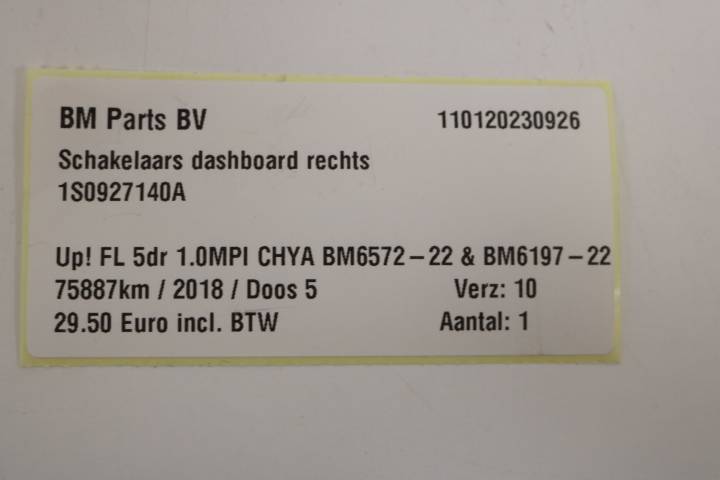 BM Parts BV 110120230926
Schakelaars dashboard rechts
1S0927140A
Up! FL 5dr 1.0MPI CHYA BM6572-22 & BM6197-22
75887km / 2018 / Doos 5 Verz: 10
29.50 Euro incl. BTW Aantal: 1